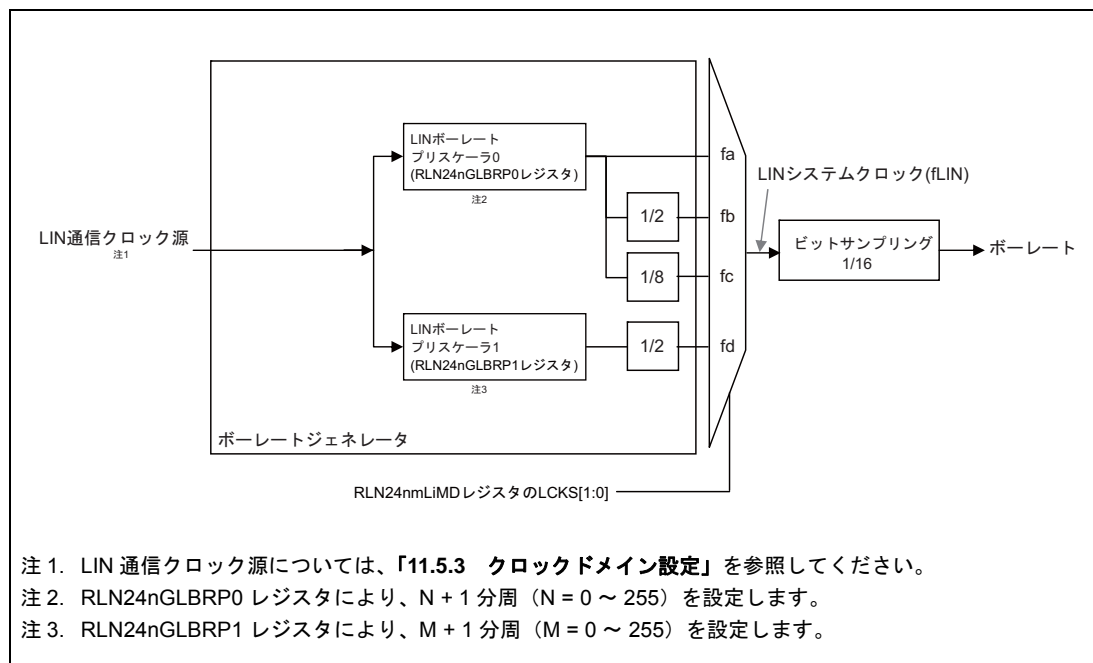 LINボーレート
プリスケーラ0
(RLN24nGLBRP0レジスタ)
注2
fa
LINシステムクロック(fLIN)
1/2
fb
LIN通信クロック源
注1
ビットサンプリング
1/16
ボーレート
1/8
fc
LINボーレート
プリスケーラ1
(RLN24nGLBRP1レジスタ)
注3
1/2
fd
ボーレートジェネレータ
RLN24nmLiMDレジスタのLCKS[1:0]
注 1. LIN 通信クロック源については、「11.5.3 クロックドメイン設定」を参照してください。
注 2. RLN24nGLBRP0 レジスタにより、N + 1 分周（N = 0 ～ 255）を設定します。
注 3. RLN24nGLBRP1 レジスタにより、M + 1 分周（M = 0 ～ 255）を設定します。